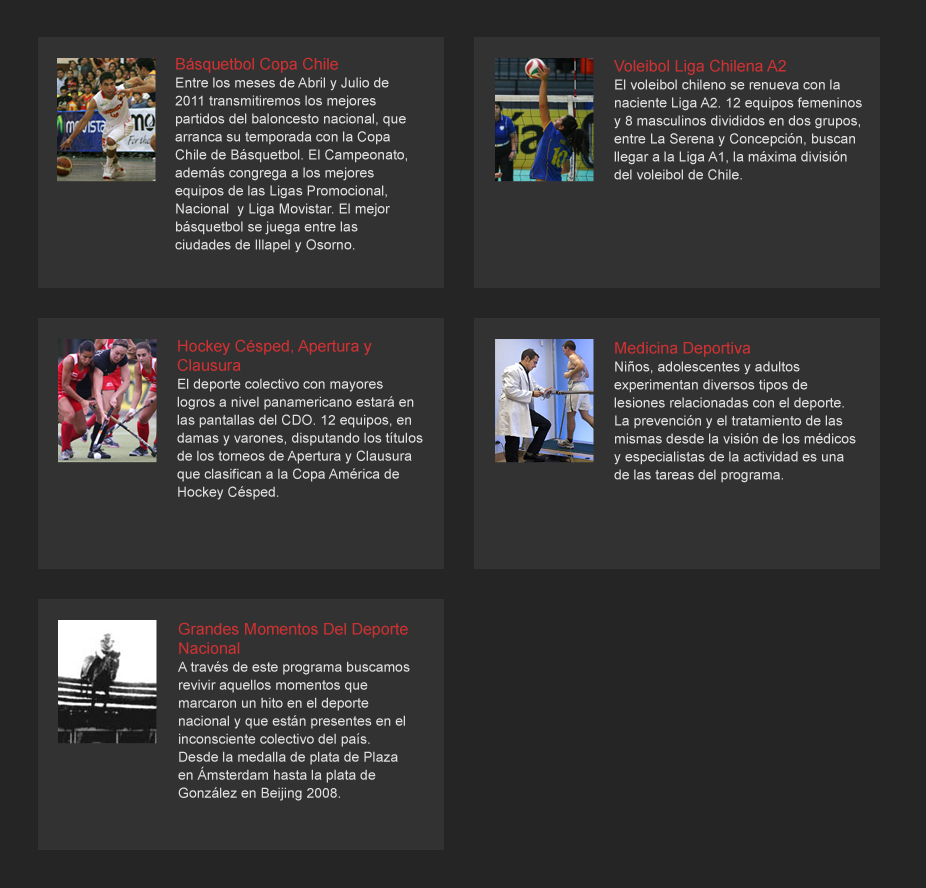 Básquetbol Copa Chile
Entre los meses de Abril y Julio de
2011 transmitiremos los mejores
partidos del baloncesto nacional, que
arranca su temporada con la Copa
Chile de Básquetbol. El Campeonato,
además congrega a los mejores
equipos de las Ligas Promocional,
Nacional  y Liga Movistar. El mejor
básquetbol se juega entre las
ciudades de Illapel y Osorno.
Voleibol Liga Chilena A2
El voleibol chileno se renueva con la
naciente Liga A2. 12 equipos femeninos
y 8 masculinos divididos en dos grupos,
entre La Serena y Concepción, buscan
llegar a la Liga A1, la máxima división
del voleibol de Chile.
Hockey Césped, Apertura y
Clausura
El deporte colectivo con mayores
logros a nivel panamericano estará en
las pantallas del CDO. 12 equipos, en
damas y varones, disputando los títulos
de los torneos de Apertura y Clausura
que clasifican a la Copa América de
Hockey Césped.
Medicina Deportiva
Niños, adolescentes y adultos
experimentan diversos tipos de
lesiones relacionadas con el deporte.
La prevención y el tratamiento de las
mismas desde la visión de los médicos
y especialistas de la actividad es una
de las tareas del programa.
Grandes Momentos Del Deporte
Nacional
A través de este programa buscamos
revivir aquellos momentos que
marcaron un hito en el deporte
nacional y que están presentes en el
inconsciente colectivo del país.
Desde la medalla de plata de Plaza
en Ámsterdam hasta la plata de
González en Beijing 2008.